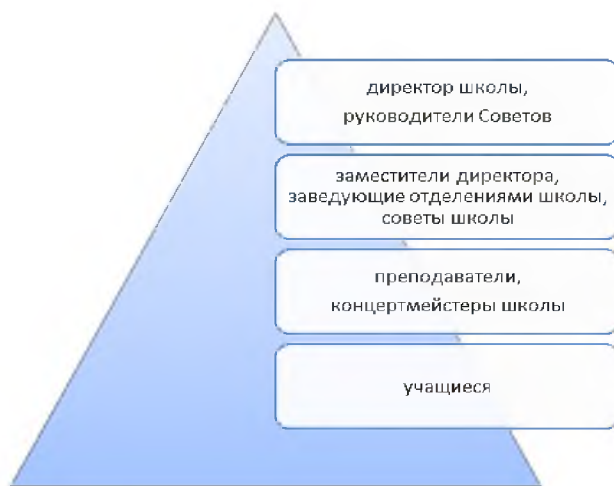 директор школы,
руководители Советов
заместители директора,
заведующие отделениями школы,
советы школы
преподаватели,
концертмейстеры школы
учащиеся